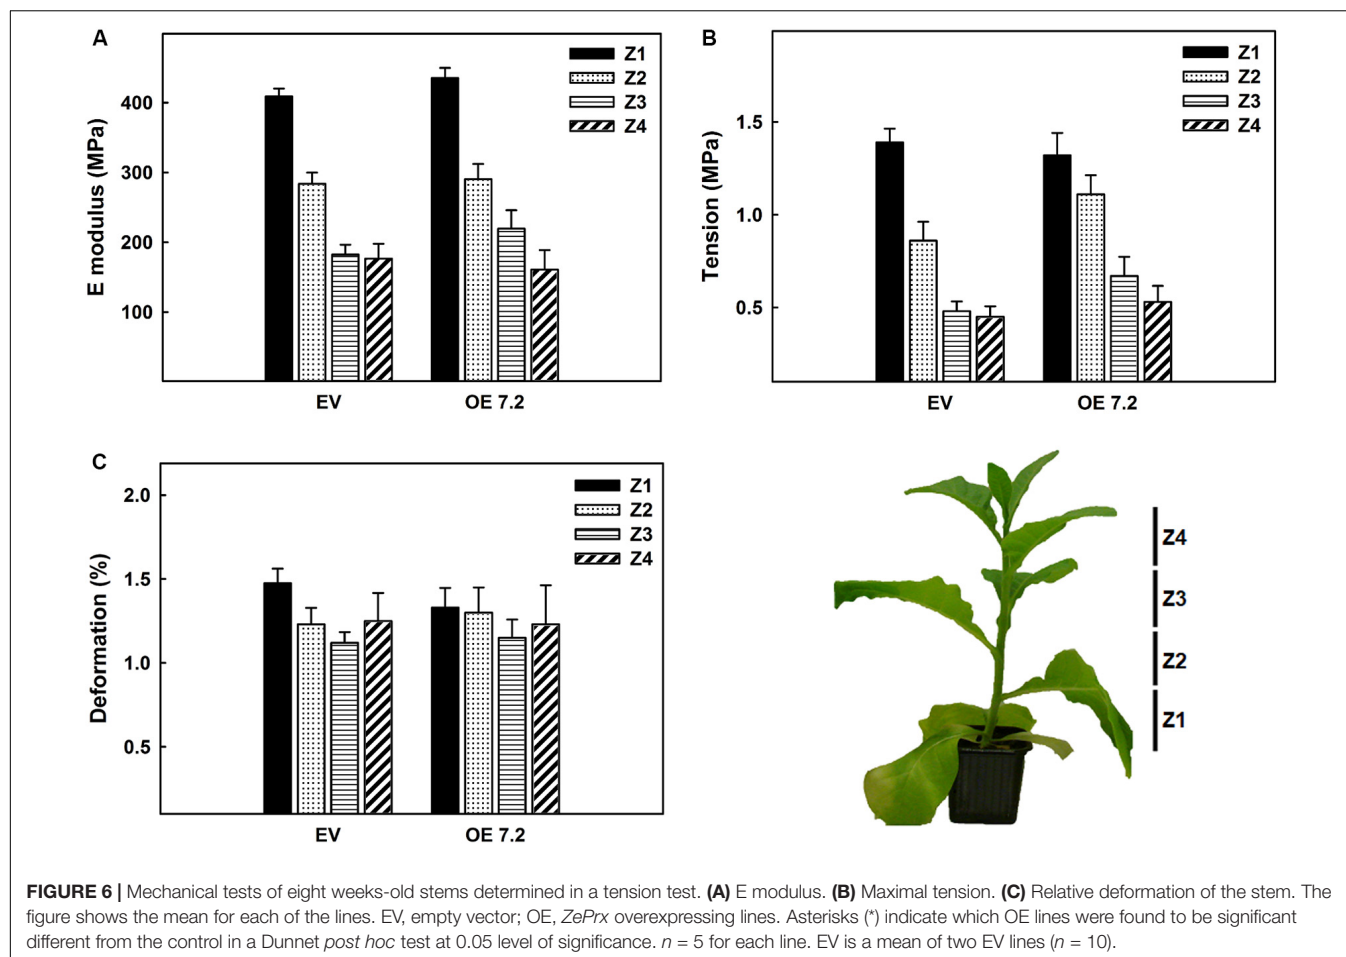 A
E modulus (MPa)
400
300
200
100
Z1
Z2
Z3
Z4
EV
OE 7.2
B
Tension (MPa)
1.5
1.0
0.5
Z1
Z2
Z3
Z4
EV
OE 7.2
C
Deformation (%)
2.0
1.5
1.0
0.5
Z1
Z2
Z3
Z4
EV
OE 7.2
Z4
Z3
Z2
Z1
FIGURE 6 | Mechanical tests of eight weeks-old stems determined in a tension test. (A) E modulus. (B) Maximal tension. (C) Relative deformation of the stem. The
figure shows the mean for each of the lines. EV, empty vector; OE, ZePrx overexpressing lines. Asterisks (*) indicate which OE lines were found to be significant
different from the control in a Dunnet post hoc test at 0.05 level of significance. n = 5 for each line. EV is a mean of two EV lines (n = 10).